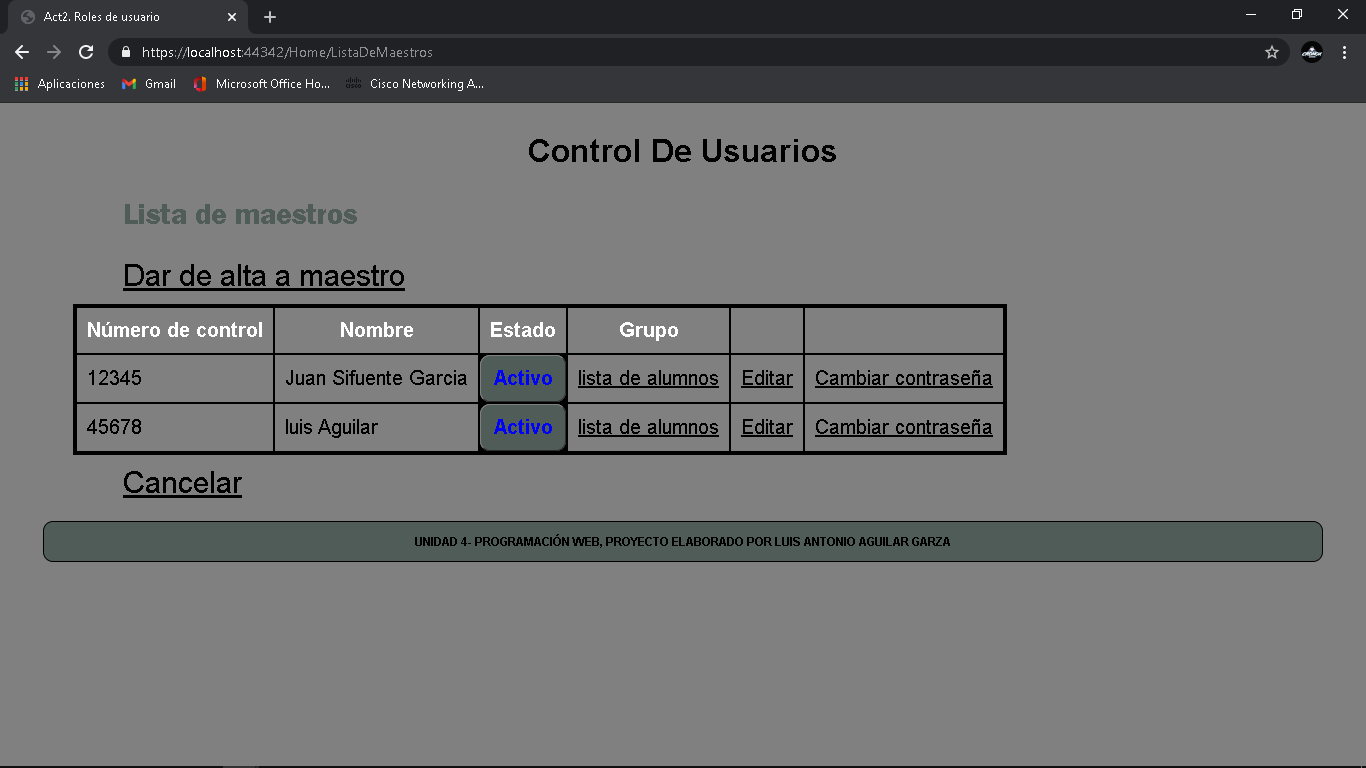 Act2. Roles de usuario
https://localhost:44342/Home/ListaDeMaestros
Aplicaciones Gmail Microsoft Office Ho... Cisco Networking A...
Control De Usuarios
Lista de maestros
Dar de alta a maestro
Número de control Nombre Estado Grupo
12345 Juan Sifuente Garcia Activo lista de alumnos Editar Cambiar contraseña
45678 luis Aguilar Activo lista de alumnos Editar Cambiar contraseña
Cancelar
UNIDAD 4- PROGRAMACIÓN WEB, PROYECTO ELABORADO POR LUIS ANTONIO AGUILAR GARZA